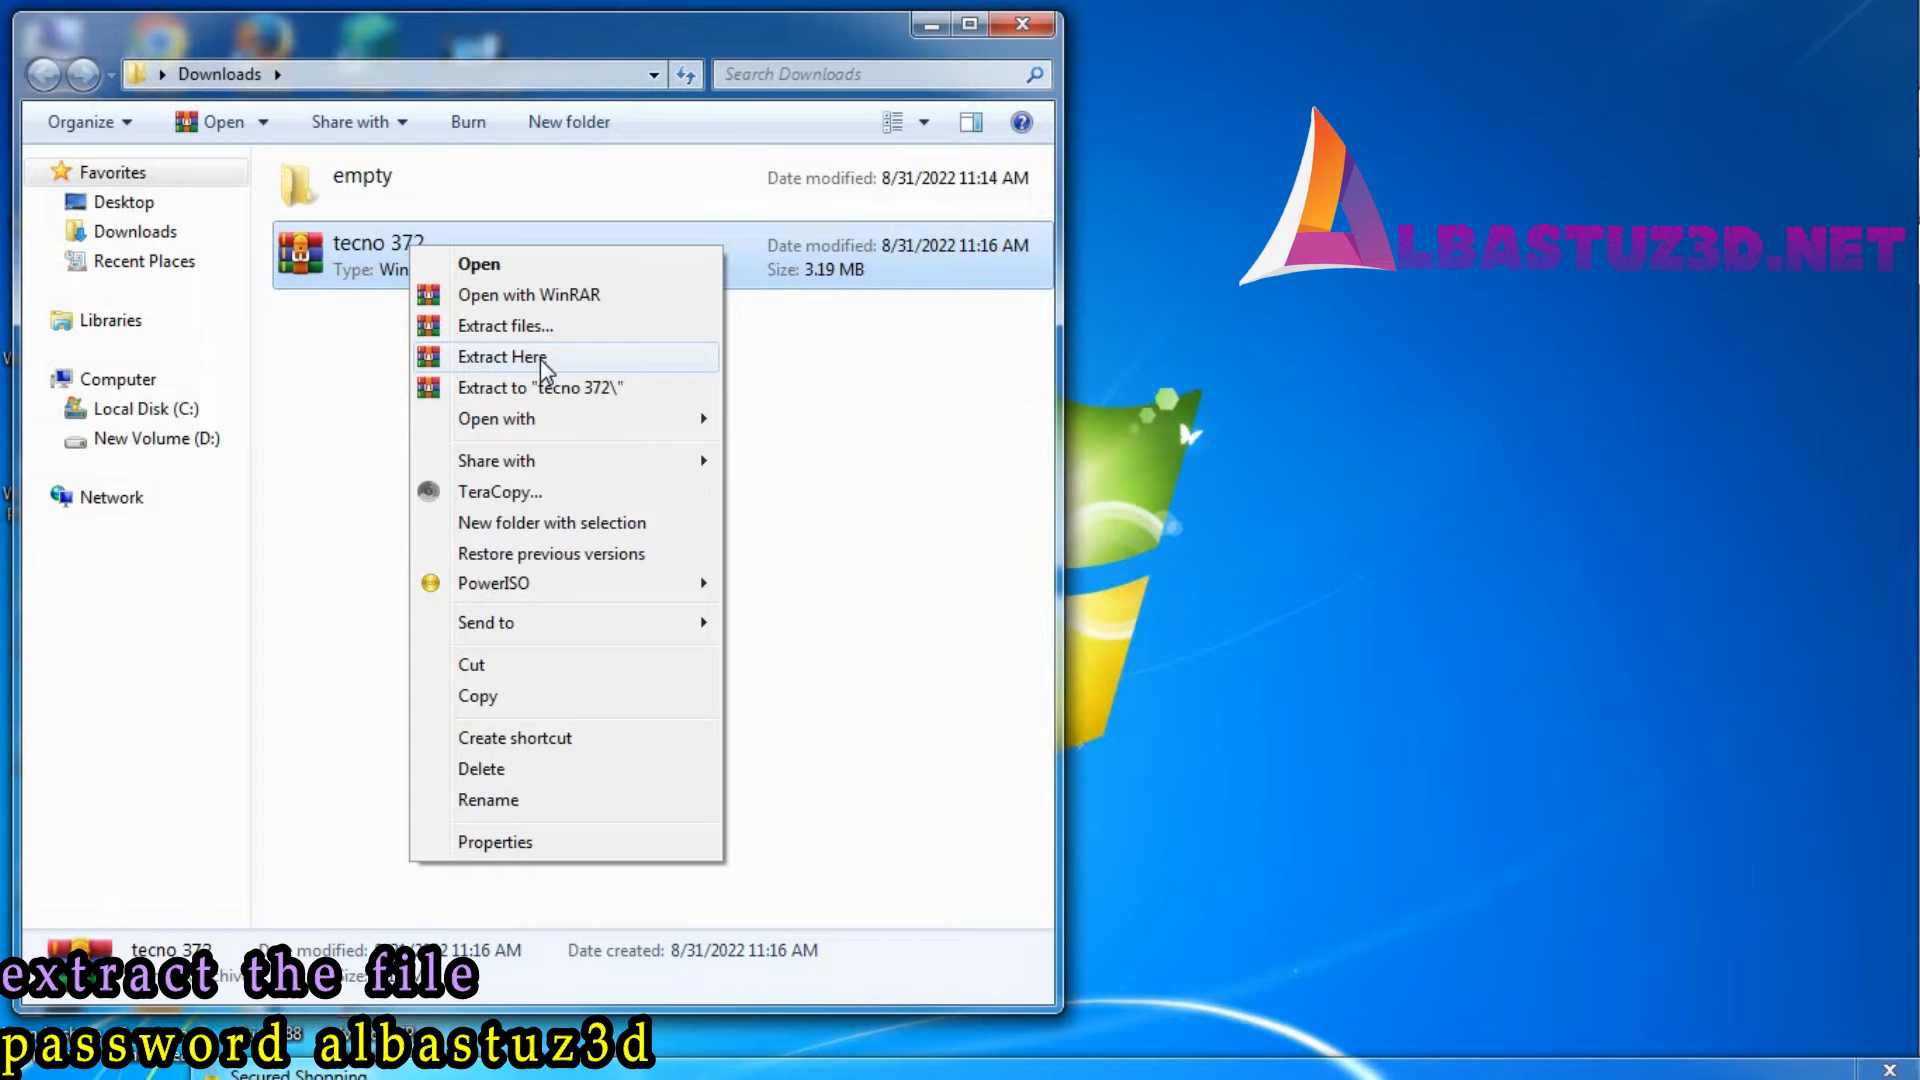 Downloads
Search Downloads
Organize
Open
Share with
Burn
New folder
Favorites
Desktop
Downloads
Recent Places
Libraries
Computer
Local Disk (C:)
New Volume (D:)
Network
empty
Date modified: 8/31/2022 11:14 AM
tecno 372
Type: Win
Date modified: 8/31/2022 11:16 AM
Size: 3.19 MB
Open
Open with WinRAR
Extract files...
Extract Here
Extract to "tecno 372\"
Open with
Share with
TeraCopy...
New folder with selection
Restore previous versions
PowerISO
Send to
Cut
Copy
Create shortcut
Delete
Rename
Properties
ALBASTUZ3D.NET
tecno 372
modified: 11:16 AM
Date created: 8/31/2022 11:16 AM
extract the file
password albastuz3d
Secured Shopping